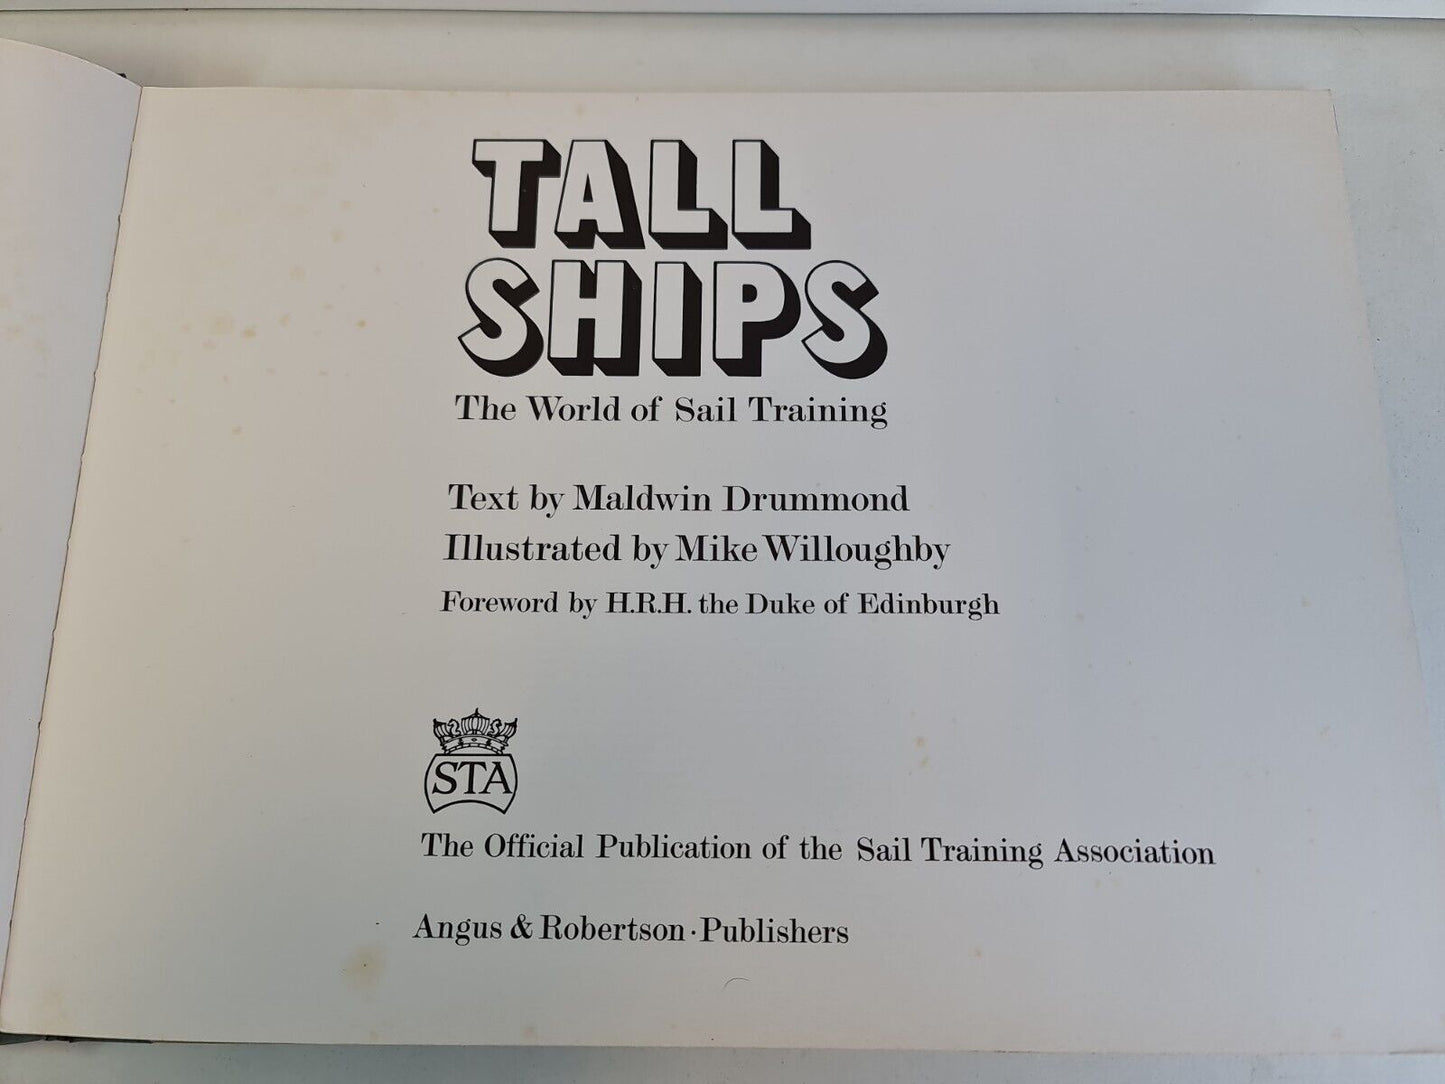 TALL
SHIPS
The World of Sail Training
Text by Maldwin Drummond
Illustrated by Mike Willoughby
Foreword by H.R.H. the Duke of Edinburgh
STA
The Official Publication of the Sail Training Association
Angus & Robertson · Publishers